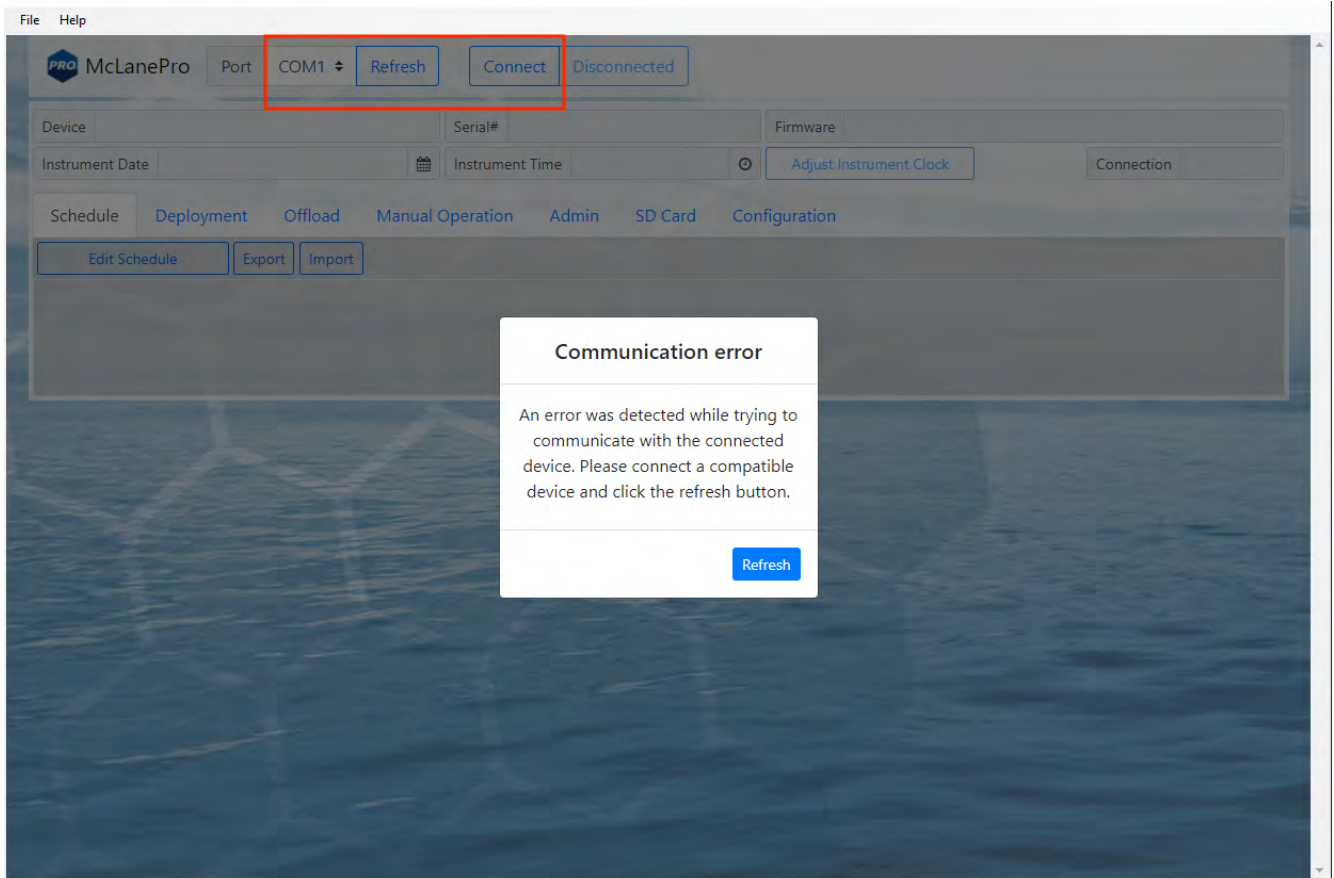 File Help
PRO McLanePro Port COM1 Refresh Connect Disconnected
Device Serial# Firmware
Instrument Date Instrument Time Adjust Instrument Clock Connection
Schedule Deployment Offload Manual Operation Admin SD Card Configuration
Edit Schedule Export Import
Communication error
An error was detected while trying to
communicate with the connected
device. Please connect a compatible
device and click the refresh button.
Refresh